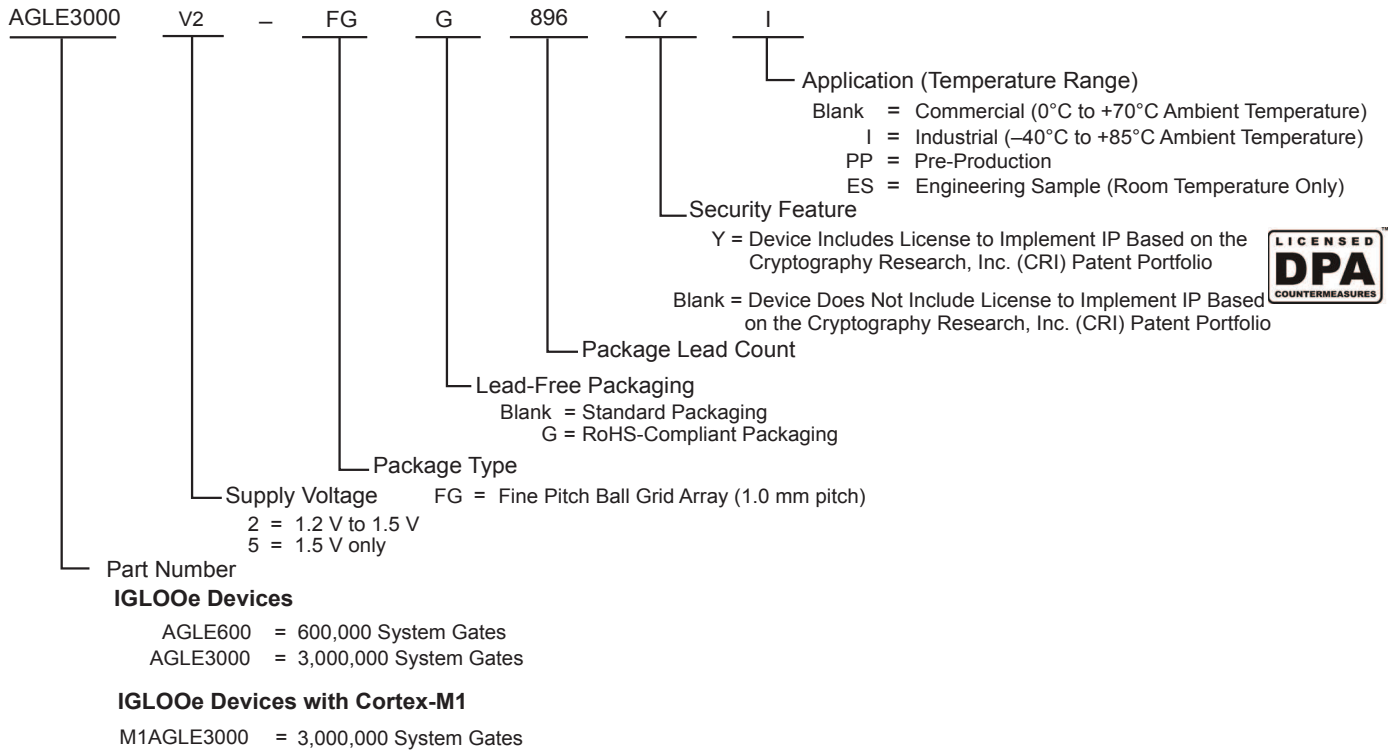 AGLE3000 V2 – FG G 896 Y I
Application (Temperature Range)
Blank = Commercial (0°C to +70°C Ambient Temperature)
I = Industrial (–40°C to +85°C Ambient Temperature)
PP = Pre-Production
ES = Engineering Sample (Room Temperature Only)
Security Feature
Y = Device Includes License to Implement IP Based on the
Cryptography Research, Inc. (CRI) Patent Portfolio
LICENSED
DPA
COUNTERMEASURES
™
Blank = Device Does Not Include License to Implement IP Based
on the Cryptography Research, Inc. (CRI) Patent Portfolio
Package Lead Count
Lead-Free Packaging
Blank = Standard Packaging
G = RoHS-Compliant Packaging
Package Type
FG = Fine Pitch Ball Grid Array (1.0 mm pitch)
Supply Voltage
2 = 1.2 V to 1.5 V
5 = 1.5 V only
Part Number
IGLOOe Devices
AGLE600 = 600,000 System Gates
AGLE3000 = 3,000,000 System Gates
IGLOOe Devices with Cortex-M1
M1AGLE3000 = 3,000,000 System Gates